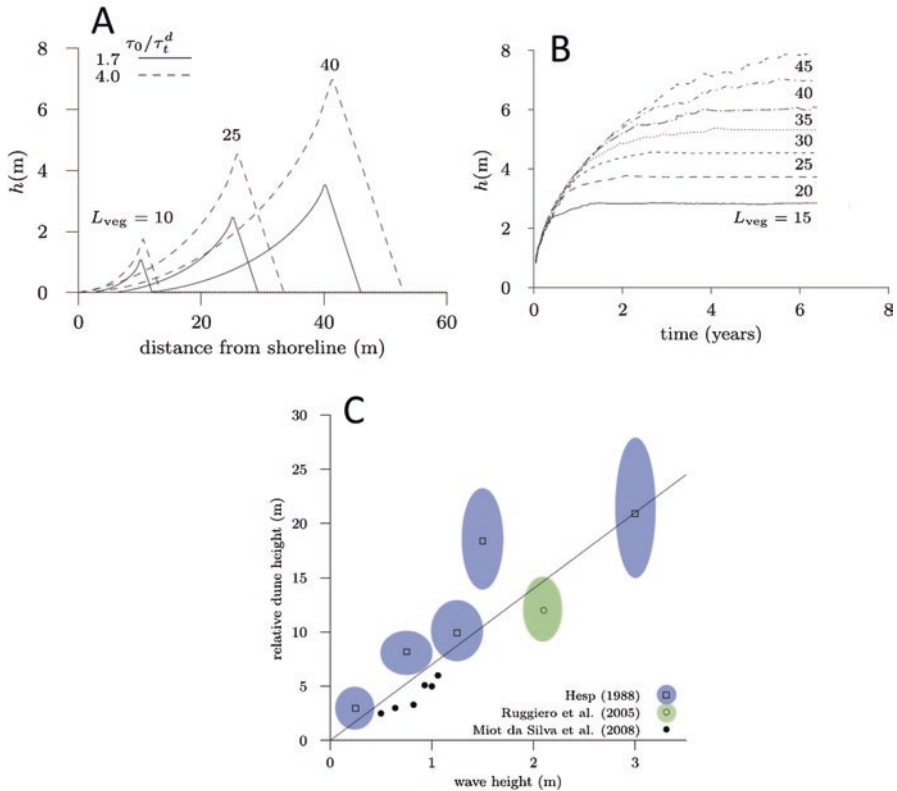 A
τ₀/τₜᵈ
1.7
4.0
8
6
4
2
0
h(m)
L_veg = 10
25
40
0 20 40 60
distance from shoreline (m)
B
8
6
4
2
0
h(m)
45
40
35
30
25
20
L_veg = 15
0 2 4 6 8
time (years)
C
30
25
20
15
10
5
0
relative dune height (m)
Hesp (1988)
Ruggiero et al. (2005)
Miot da Silva et al. (2008)
0 1 2 3
wave height (m)